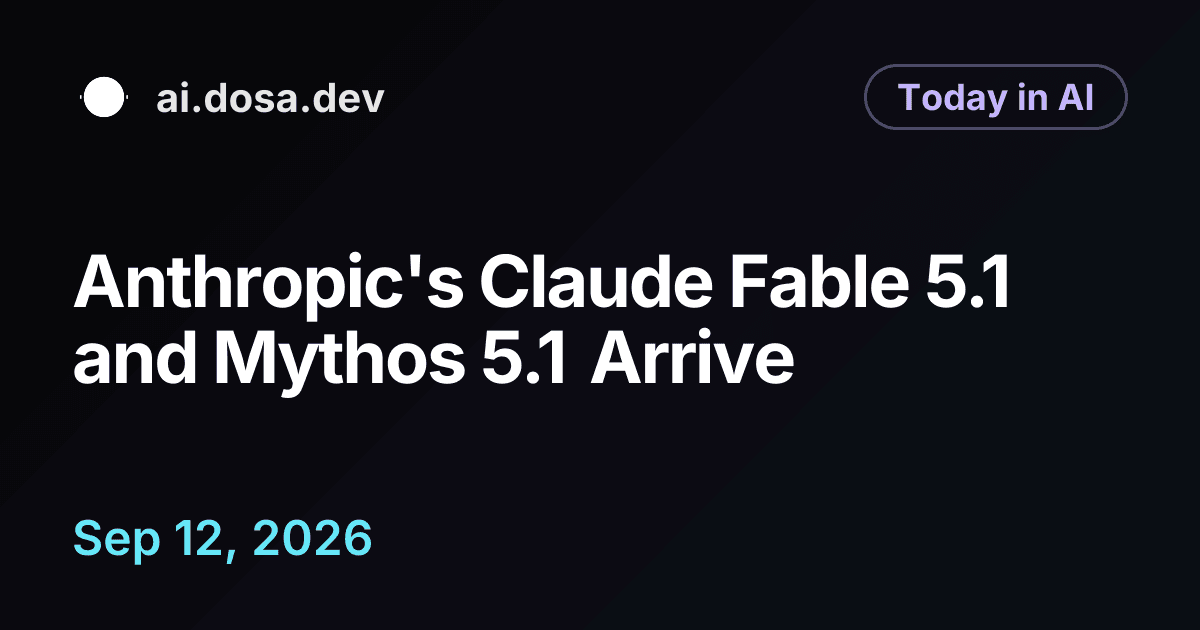 ai.dosa.dev
Today in AI
Anthropic's Claude Fable 5.1
and Mythos 5.1 Arrive
Sep 12, 2026